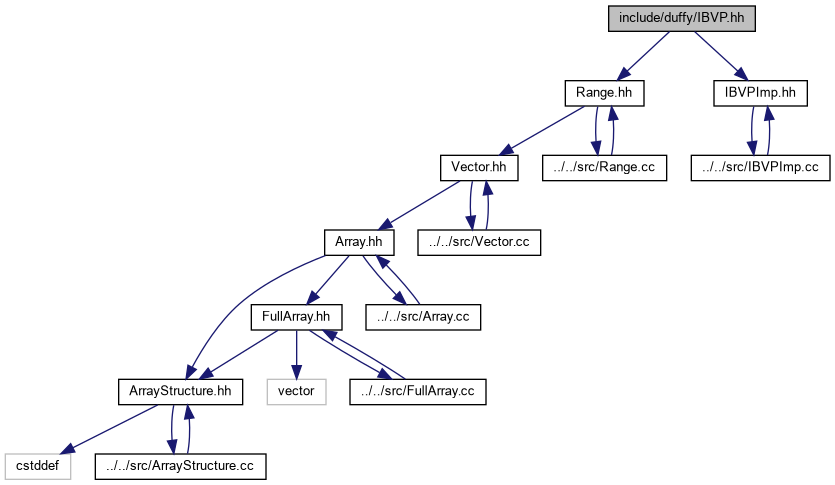 include/duffy/IBVP.hh
Range.hh
IBVPImp.hh
Vector.hh
../../src/Range.cc
../../src/IBVPImp.cc
Array.hh
../../src/Vector.cc
FullArray.hh
../../src/Array.cc
ArrayStructure.hh
vector
../../src/FullArray.cc
cstddef
../../src/ArrayStructure.cc